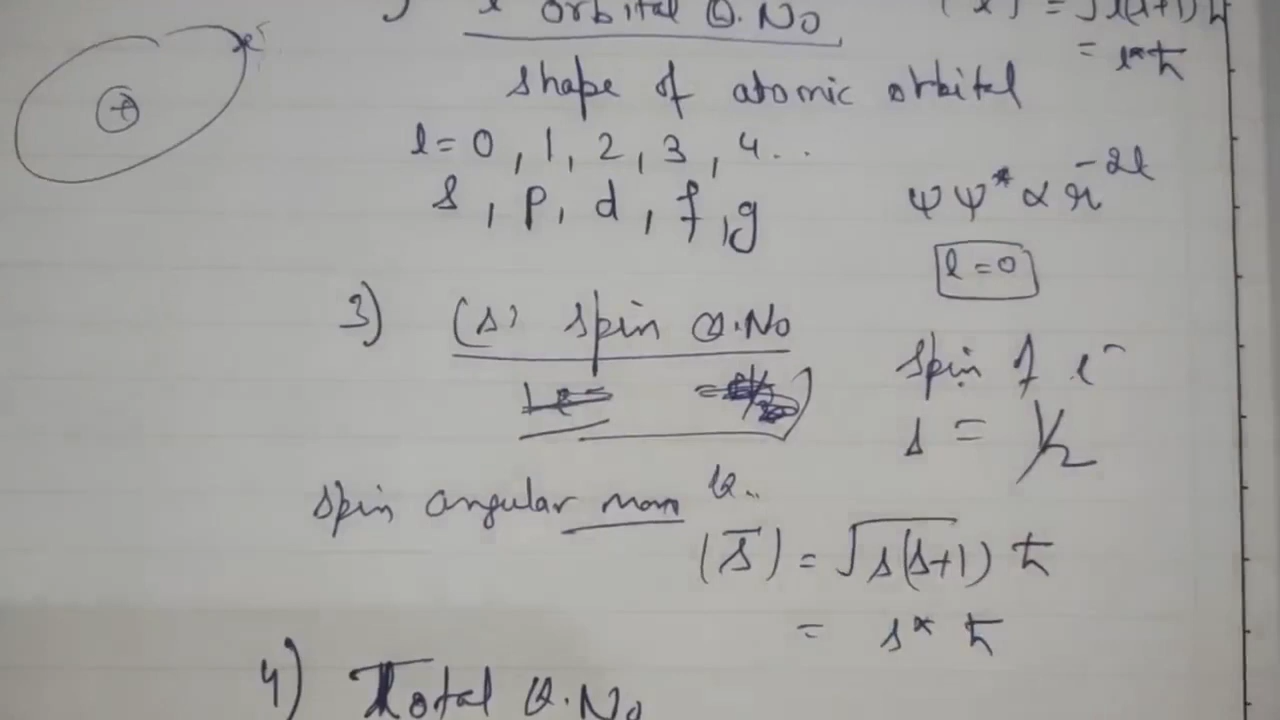 l orbital Q.No
(l) = √l(l+1) ħ
= l* ħ
shape of atomic orbital
l = 0, 1, 2, 3, 4..
s, p, d, f, g
ψ ψ* ∝ r^-2l
l = 0
3) (s) spin Q.No
spin of e⁻
s = 1/2
spin angular mom
(s̄) = √s(s+1) ħ
= s* ħ
4) Total Q.No
+
e⁻